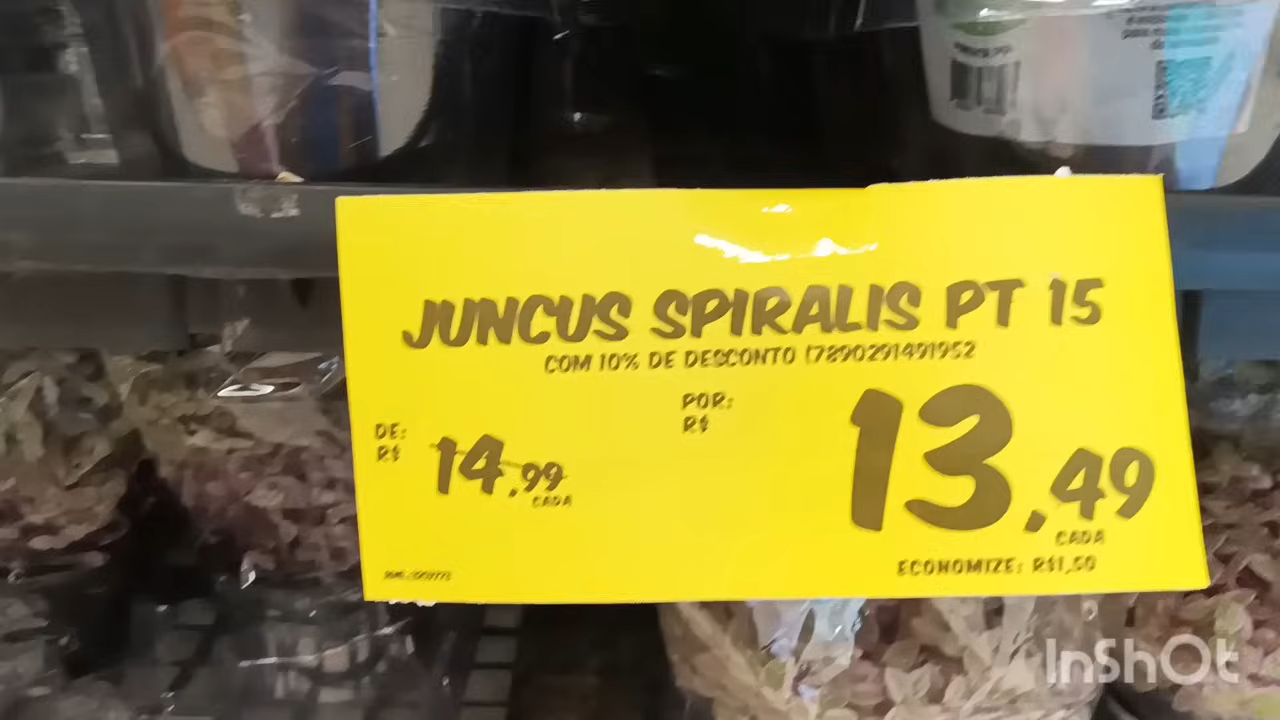 JUNCUS SPIRALIS PT 15
COM 10% DE DESCONTO (7890291491952
DE:
R$
14,99
CADA
POR:
R$
13,49
CADA
ECONOMIZE: R$1,50
InShOt